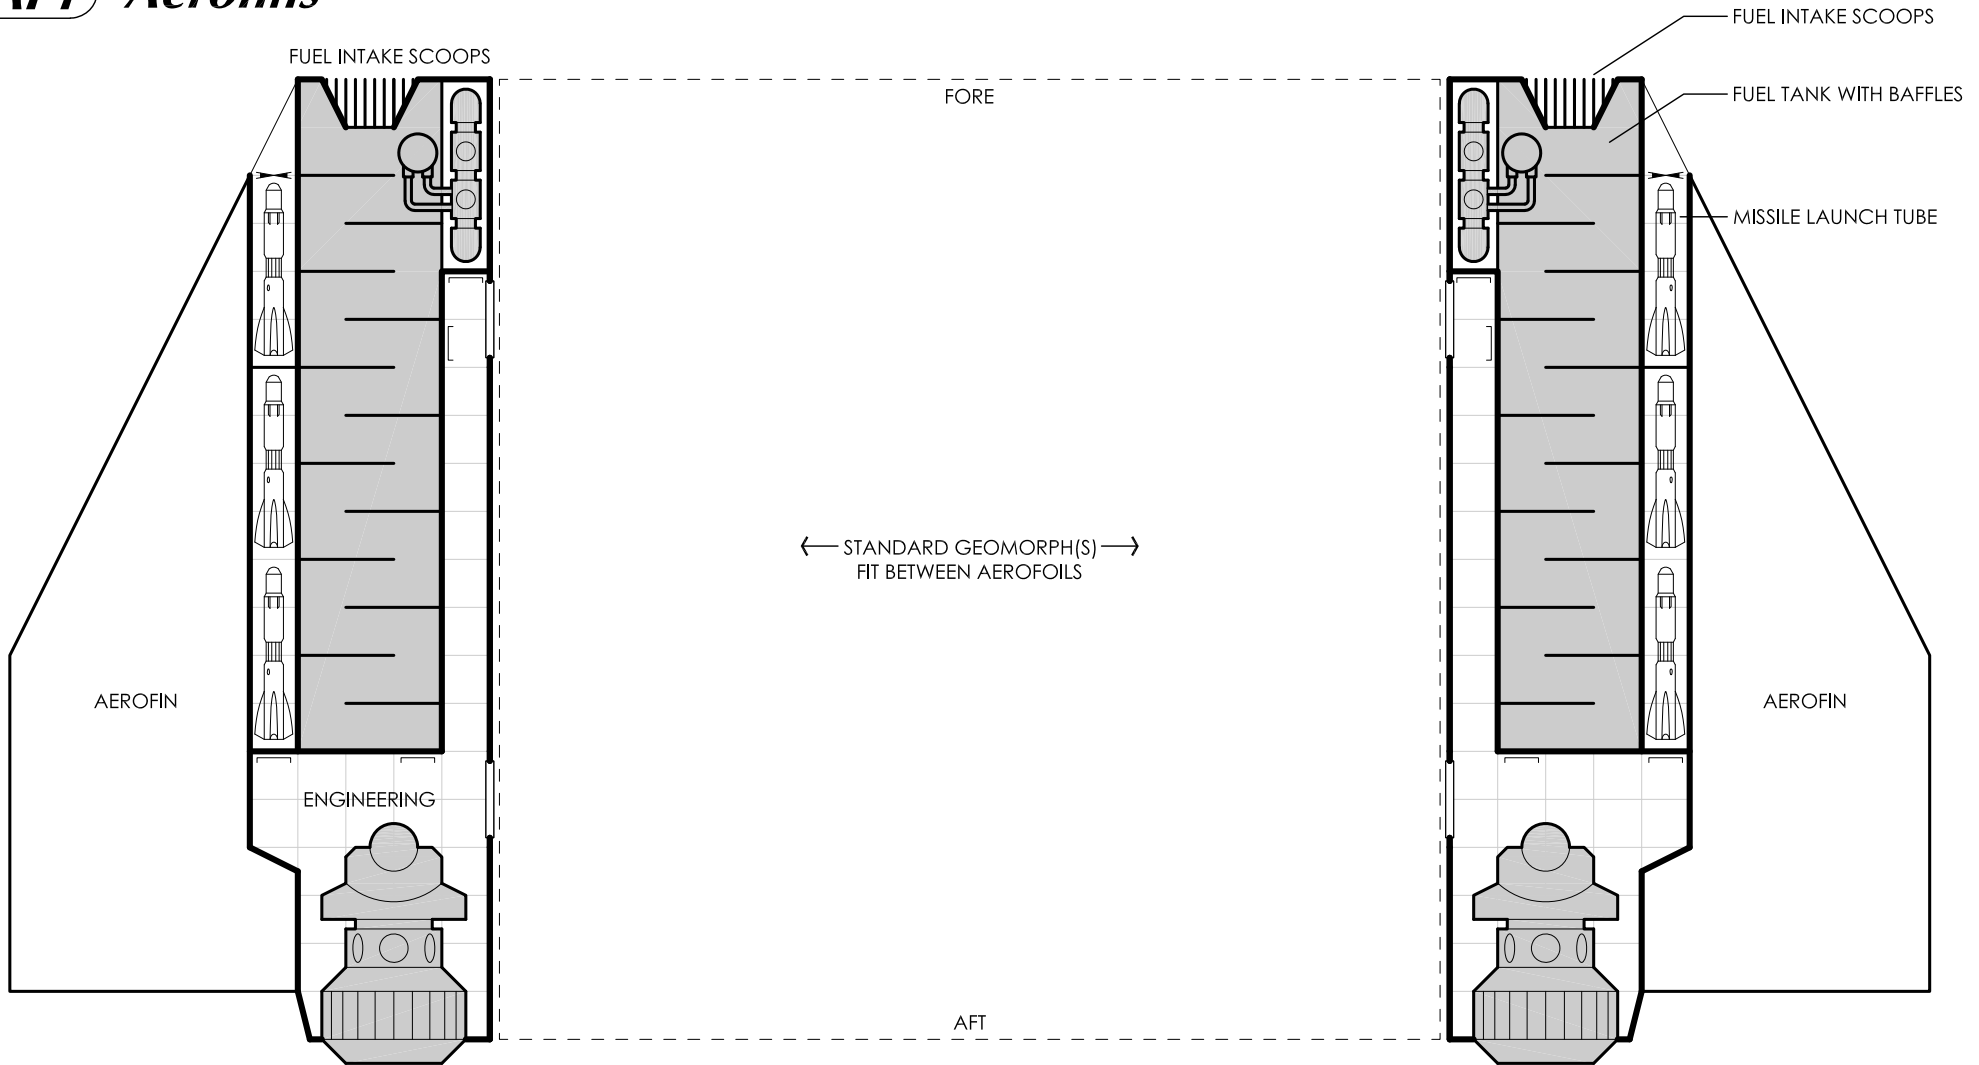 Aerofins
FUEL INTAKE SCOOPS
FUEL INTAKE SCOOPS
FORE
FUEL TANK WITH BAFFLES
MISSILE LAUNCH TUBE
STANDARD GEOMORPH(S)
FIT BETWEEN AEROFOILS
AEROFIN
AEROFIN
ENGINEERING
AFT